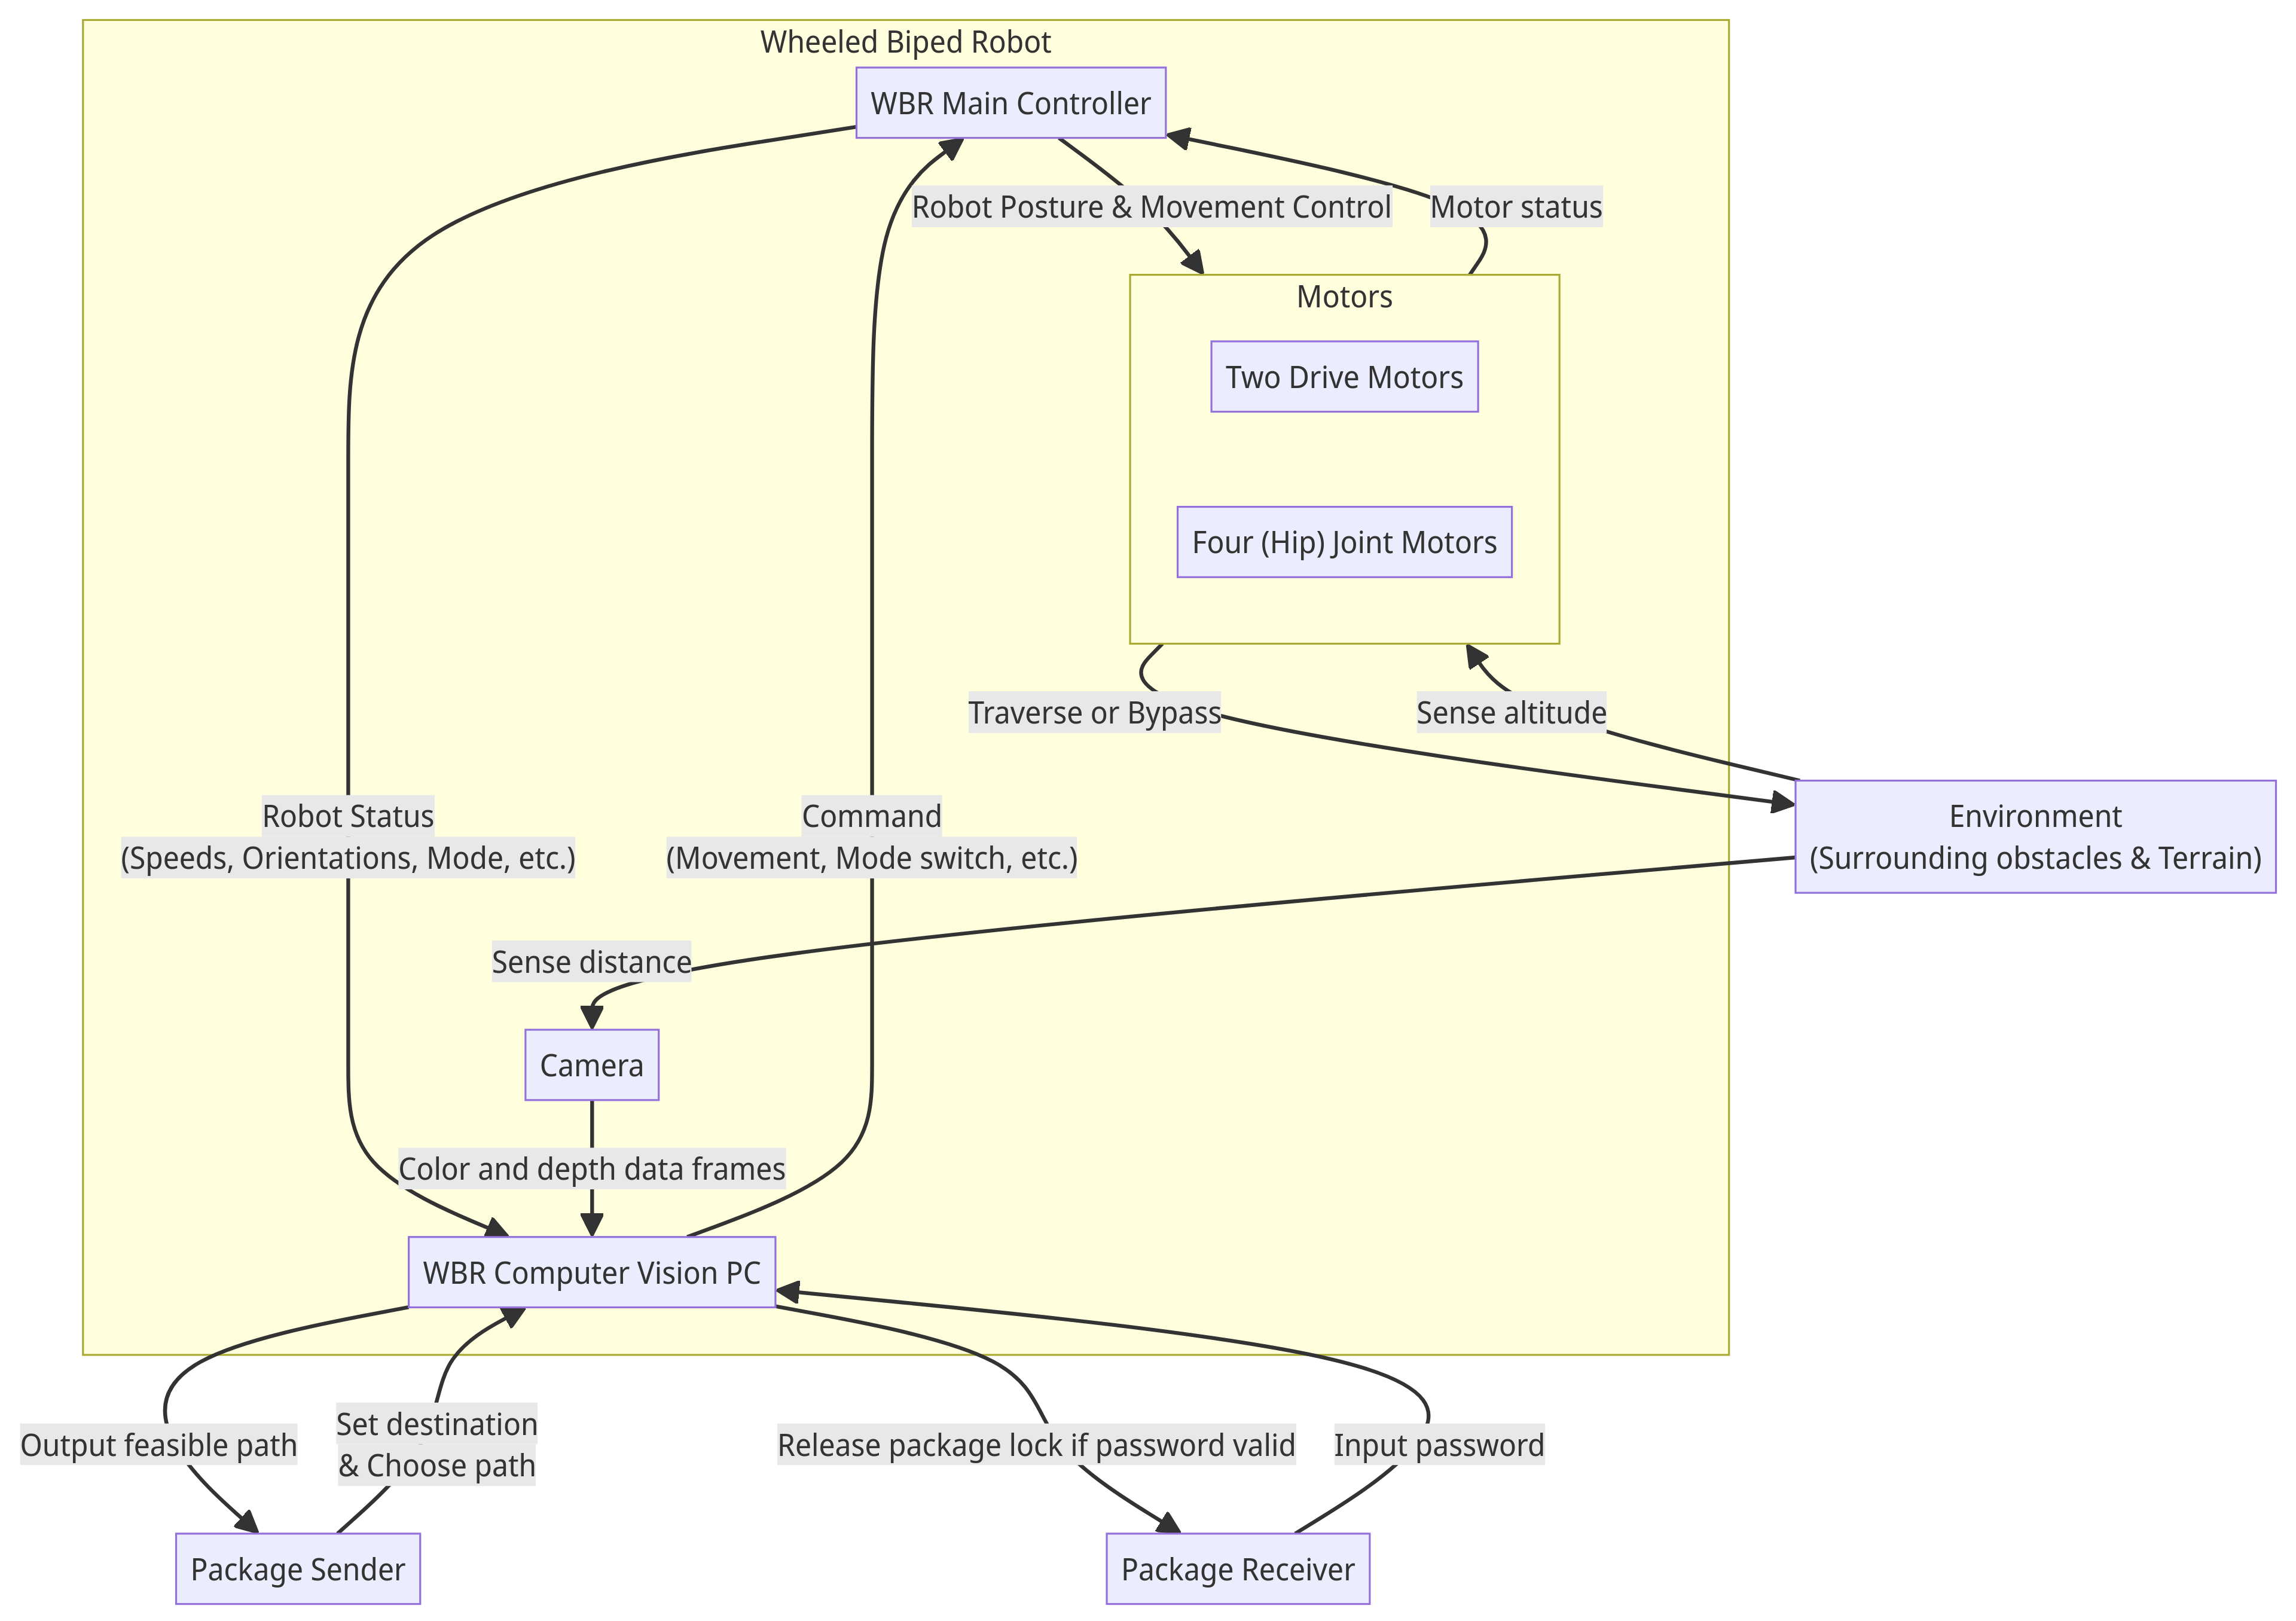 Wheeled Biped Robot
WBR Main Controller
Robot Posture & Movement Control
Motor status
Motors
Two Drive Motors
Four (Hip) Joint Motors
Traverse or Bypass
Sense altitude
Robot Status
(Speeds, Orientations, Mode, etc.)
Command
(Movement, Mode switch, etc.)
Environment
(Surrounding obstacles & Terrain)
Sense distance
Camera
Color and depth data frames
WBR Computer Vision PC
Output feasible path
Set destination
& Choose path
Release package lock if password valid
Input password
Package Sender
Package Receiver